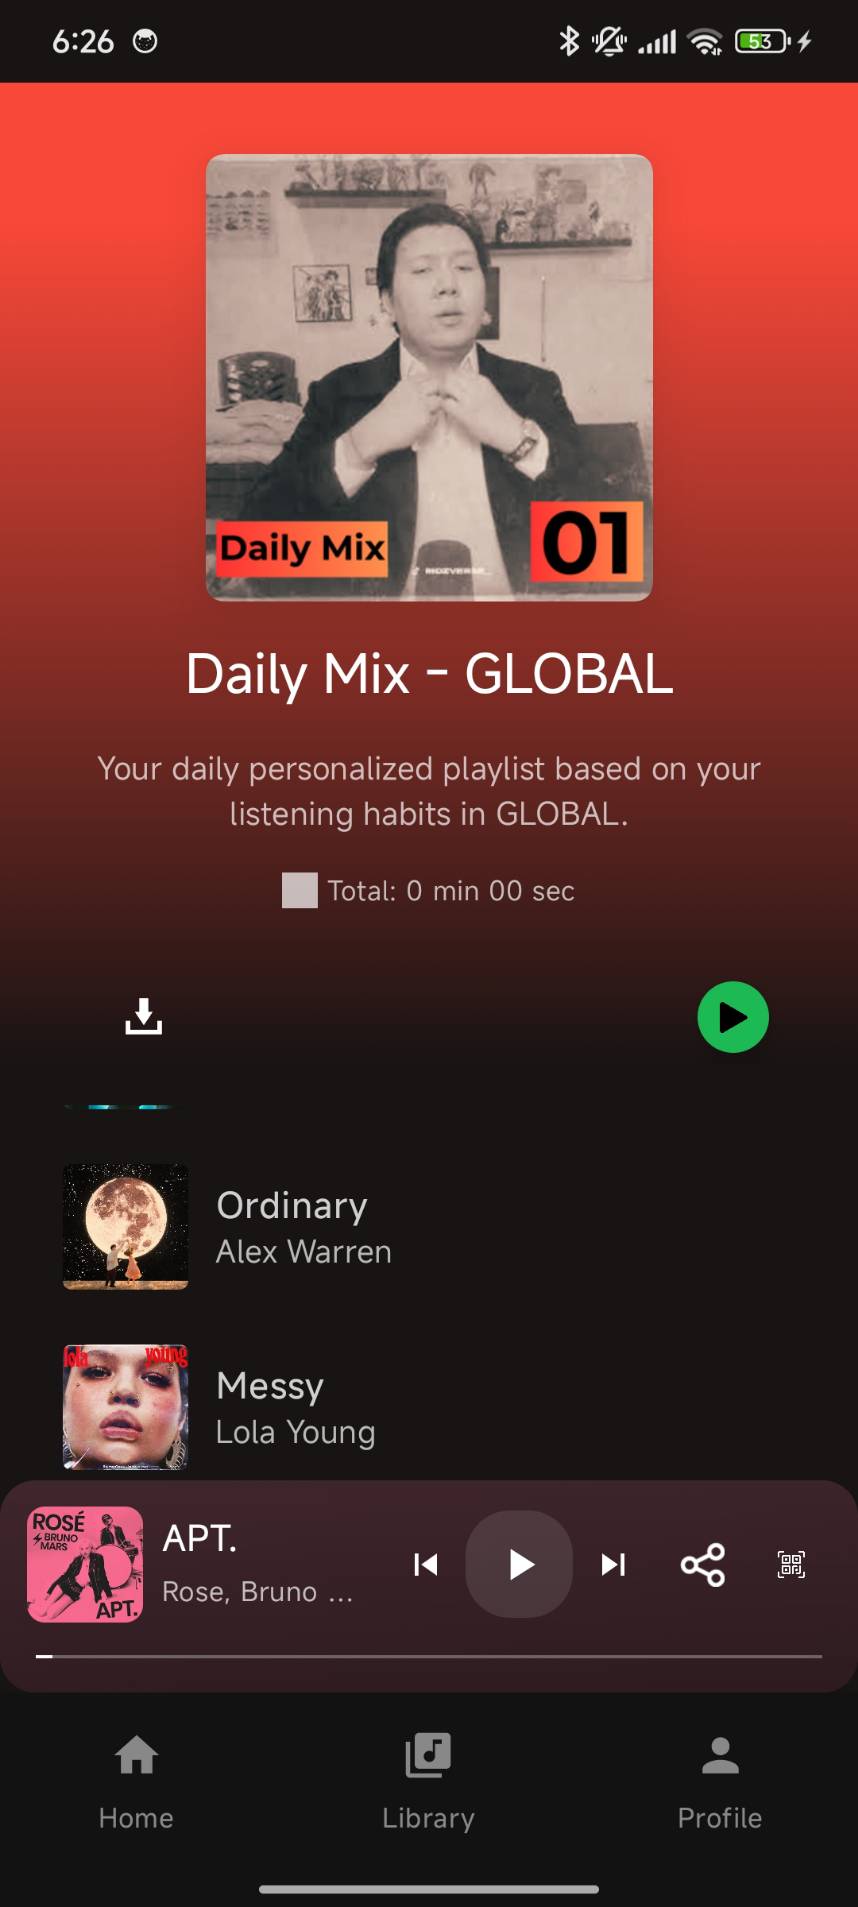 6:26
53
Daily Mix
01
Daily Mix - GLOBAL
Your daily personalized playlist based on your
listening habits in GLOBAL.
Total: 0 min 00 sec
Ordinary
Alex Warren
lola young
Messy
Lola Young
ROSÉ
BRUNO
MARS
APT.
APT.
Rose, Bruno ...
Home
Library
Profile